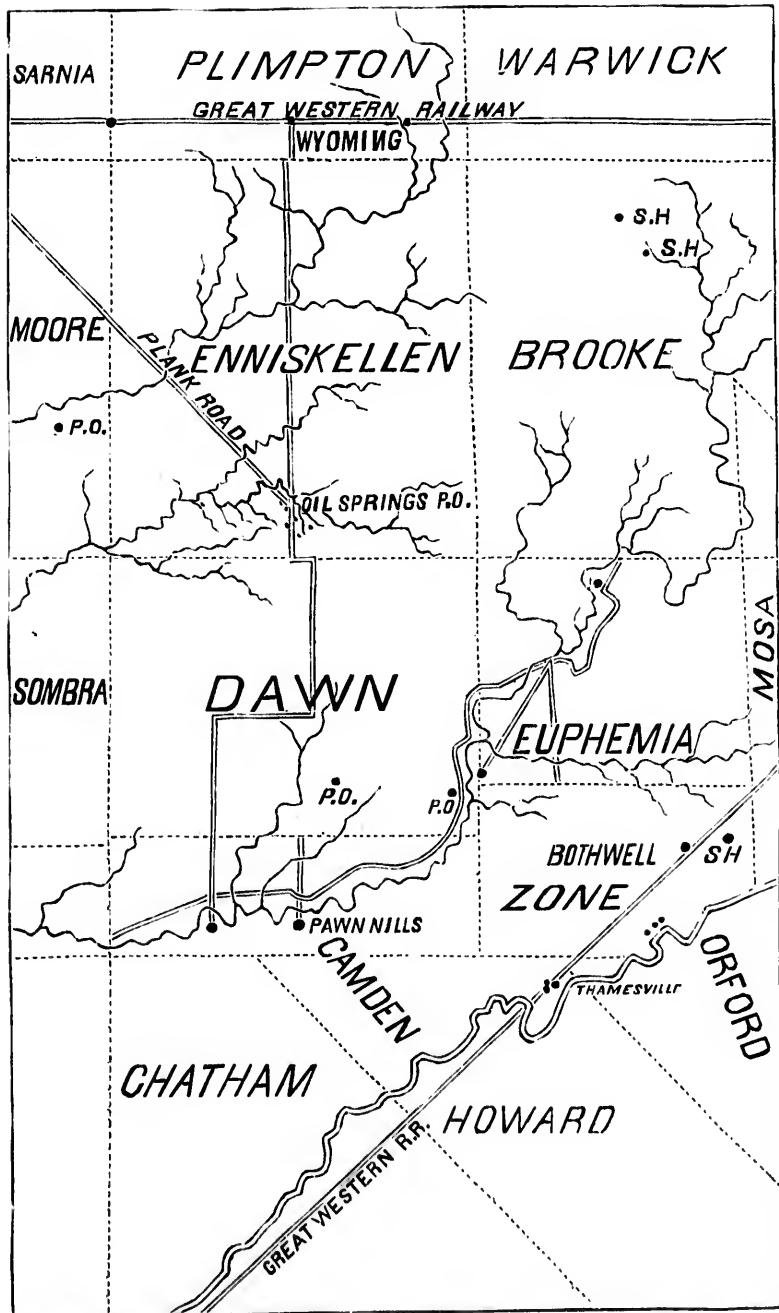 SARNIA
PLIMPTON
WARWICK
GREAT WESTERN RAILWAY
WYOMING
S.H
S.H
MOORE
PLANK ROAD
ENNISKELLEN
BROOKE
P.O.
OIL SPRINGS P.O.
MOSA
SOMBRA
DAWN
EUPHEMIA
P.O.
P.O
BOTHWELL
SH
ZONE
PAWN NILLS
CAMDEN
ORFORD
THAMESVILLE
CHATHAM
HOWARD
GREAT WESTERN R.R.